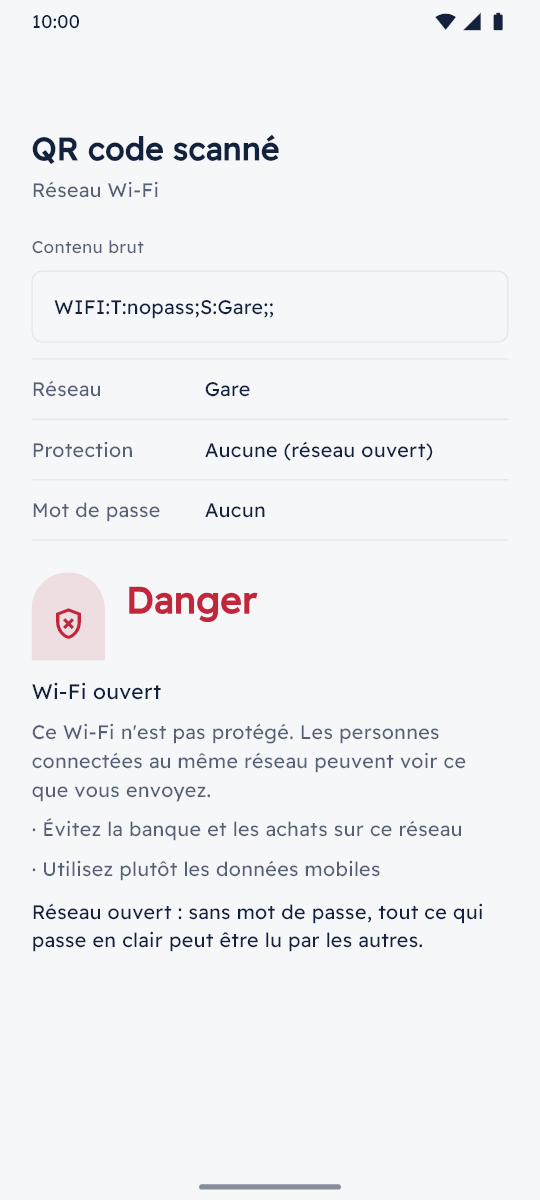 10:00
QR code scanné
Réseau Wi-Fi
Contenu brut
WIFI:T:nopass;S:Gare;;
Réseau Gare
Protection Aucune (réseau ouvert)
Mot de passe Aucun
Danger
Wi-Fi ouvert
Ce Wi-Fi n'est pas protégé. Les personnes
connectées au même réseau peuvent voir ce
que vous envoyez.
· Évitez la banque et les achats sur ce réseau
· Utilisez plutôt les données mobiles
Réseau ouvert : sans mot de passe, tout ce qui
passe en clair peut être lu par les autres.